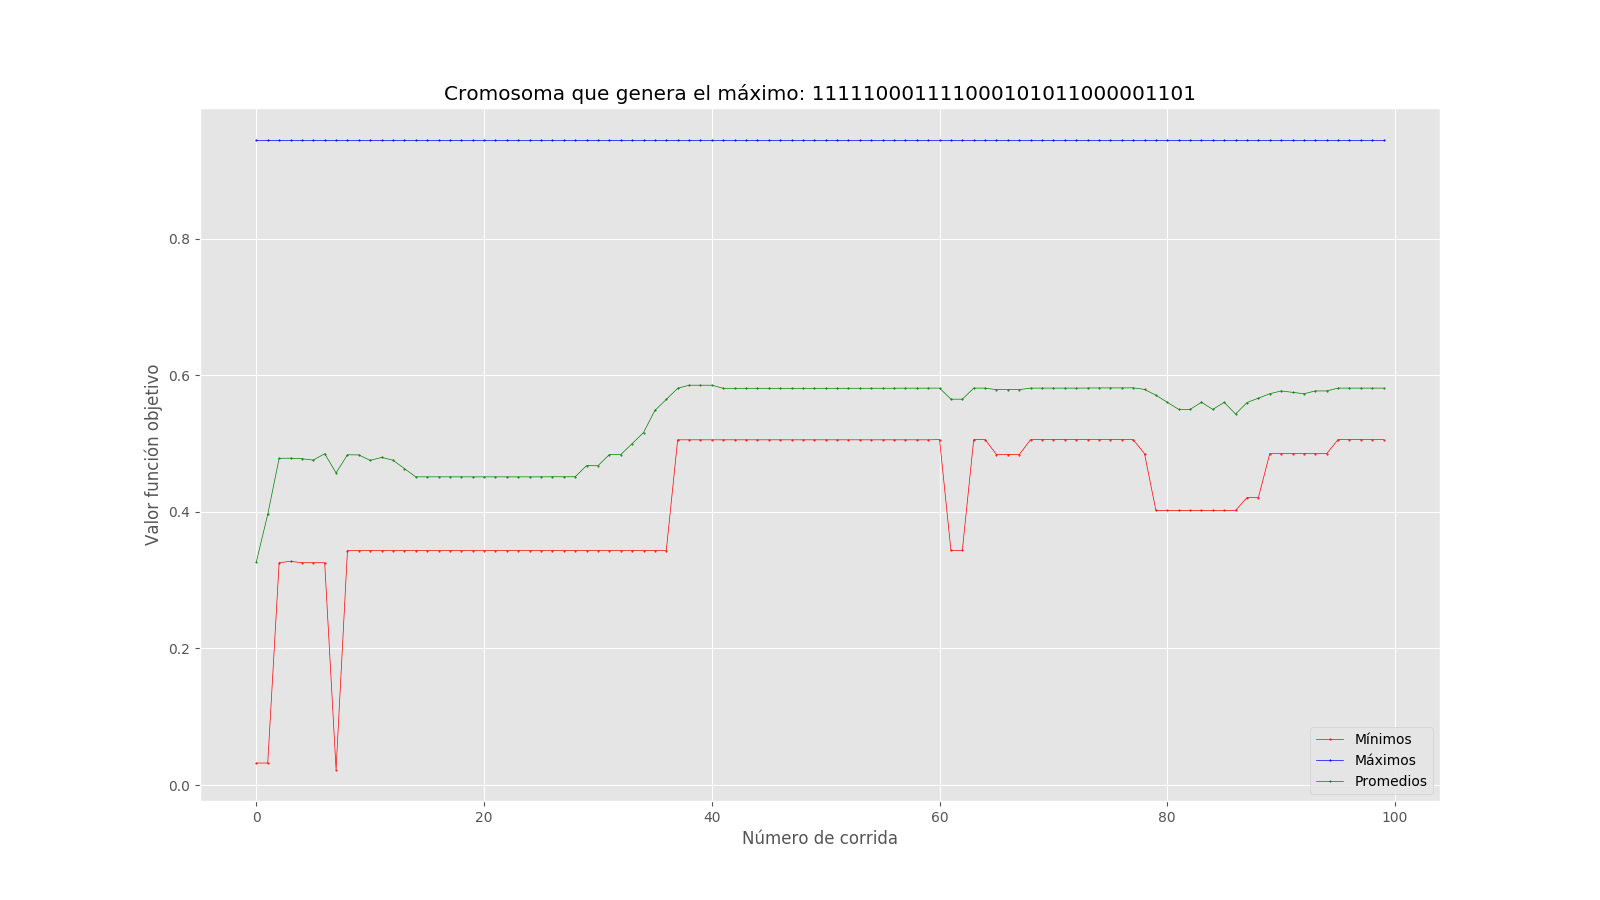 Cromosoma que genera el máximo: 111110001111000101011000001101
Valor función objetivo
0.8
0.6
0.4
0.2
0.0
0 20 40 60 80 100
Número de corrida
Mínimos
Máximos
Promedios